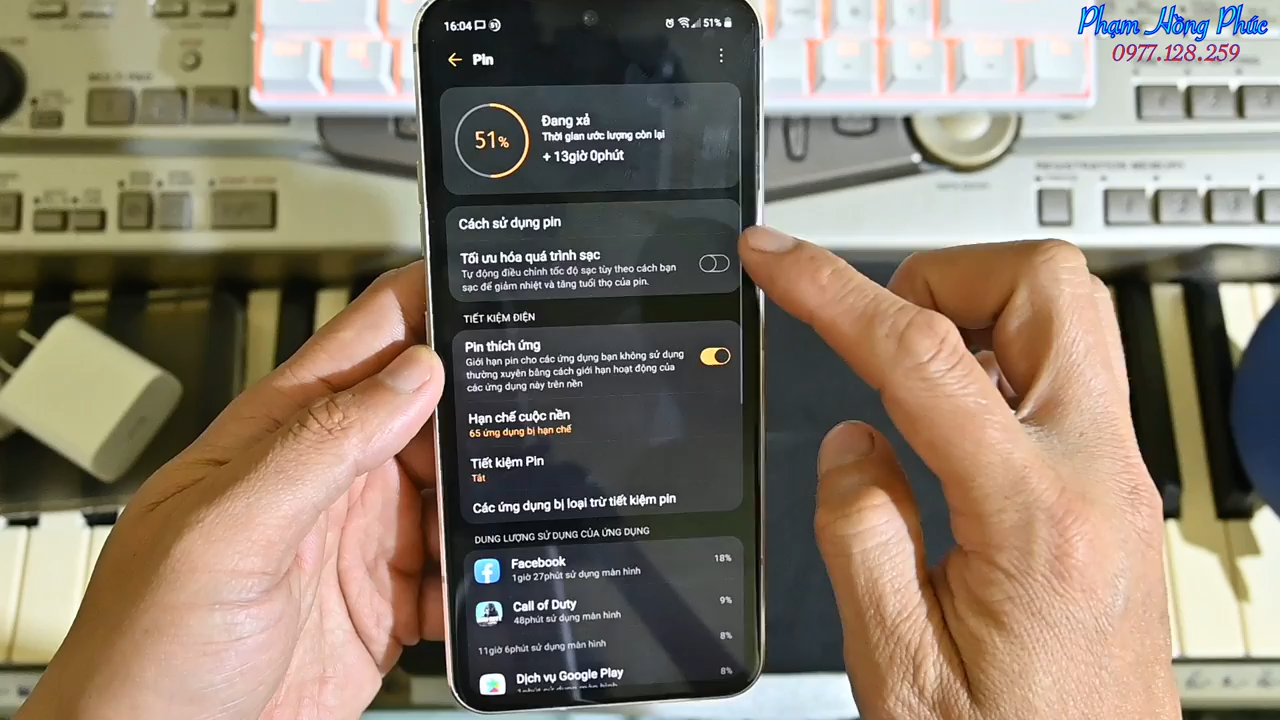 Phạm Hồng Phúc
0977.128.259
16:04
51%
Pin
51%
Đang xả
Thời gian ước lượng còn lại
+ 13giờ 0phút
Cách sử dụng pin
Tối ưu hóa quá trình sạc
Tự động điều chỉnh tốc độ sạc tùy theo cách bạn
sạc để giảm nhiệt và tăng tuổi thọ của pin.
TIẾT KIỆM ĐIỆN
Pin thích ứng
Giới hạn pin cho các ứng dụng bạn không sử dụng
thường xuyên bằng cách giới hạn hoạt động của
các ứng dụng này trên nền
Hạn chế cuộc nền
65 ứng dụng bị hạn chế
Tiết kiệm Pin
Tắt
Các ứng dụng bị loại trừ tiết kiệm pin
DUNG LƯỢNG SỬ DỤNG CỦA ỨNG DỤNG
Facebook 18%
1giờ 27phút sử dụng màn hình
Call of Duty 9%
48phút sử dụng màn hình
11giờ 6phút sử dụng màn hình 8%
Dịch vụ Google Play 8%